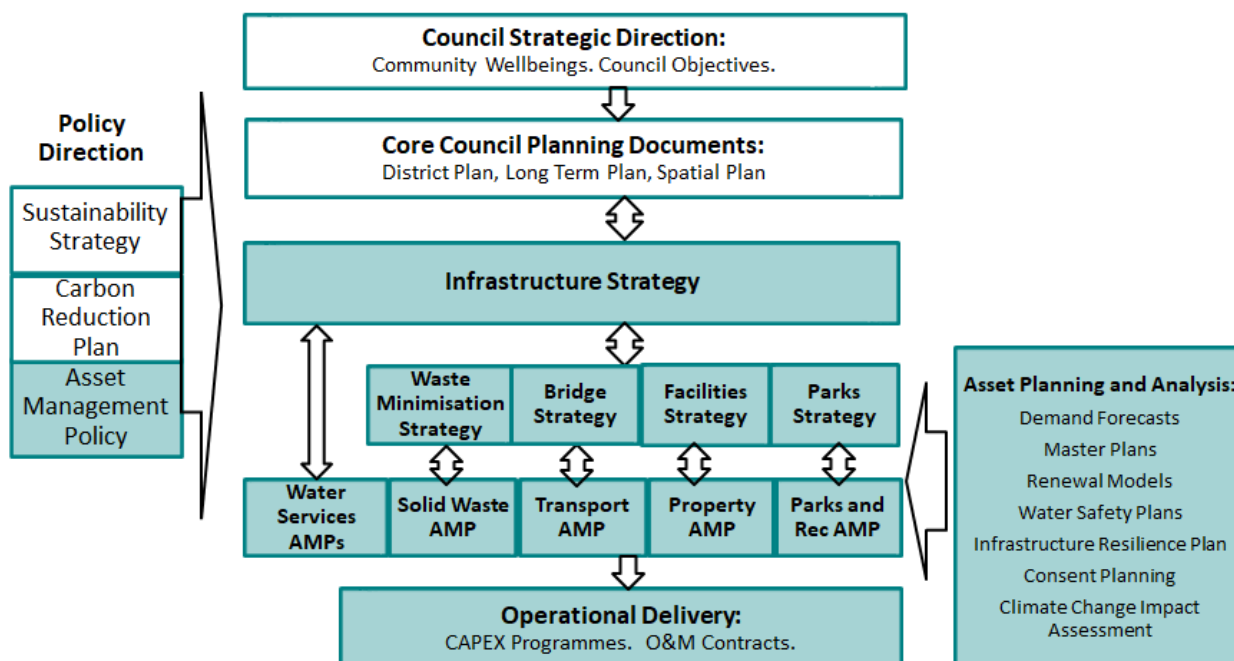 Council Strategic Direction:
Community Wellbeings. Council Objectives.
Policy
Direction
Core Council Planning Documents:
District Plan, Long Term Plan, Spatial Plan
Sustainability
Strategy
Carbon
Reduction
Plan
Asset
Management
Policy
Infrastructure Strategy
Waste
Minimisation
Strategy
Bridge
Strategy
Facilities
Strategy
Parks
Strategy
Water
Services
AMPs
Solid Waste
AMP
Transport
AMP
Property
AMP
Parks and
Rec AMP
Asset Planning and Analysis:
Demand Forecasts
Master Plans
Renewal Models
Water Safety Plans
Infrastructure Resilience Plan
Consent Planning
Climate Change Impact
Assessment
Operational Delivery:
CAPEX Programmes. O&M Contracts.